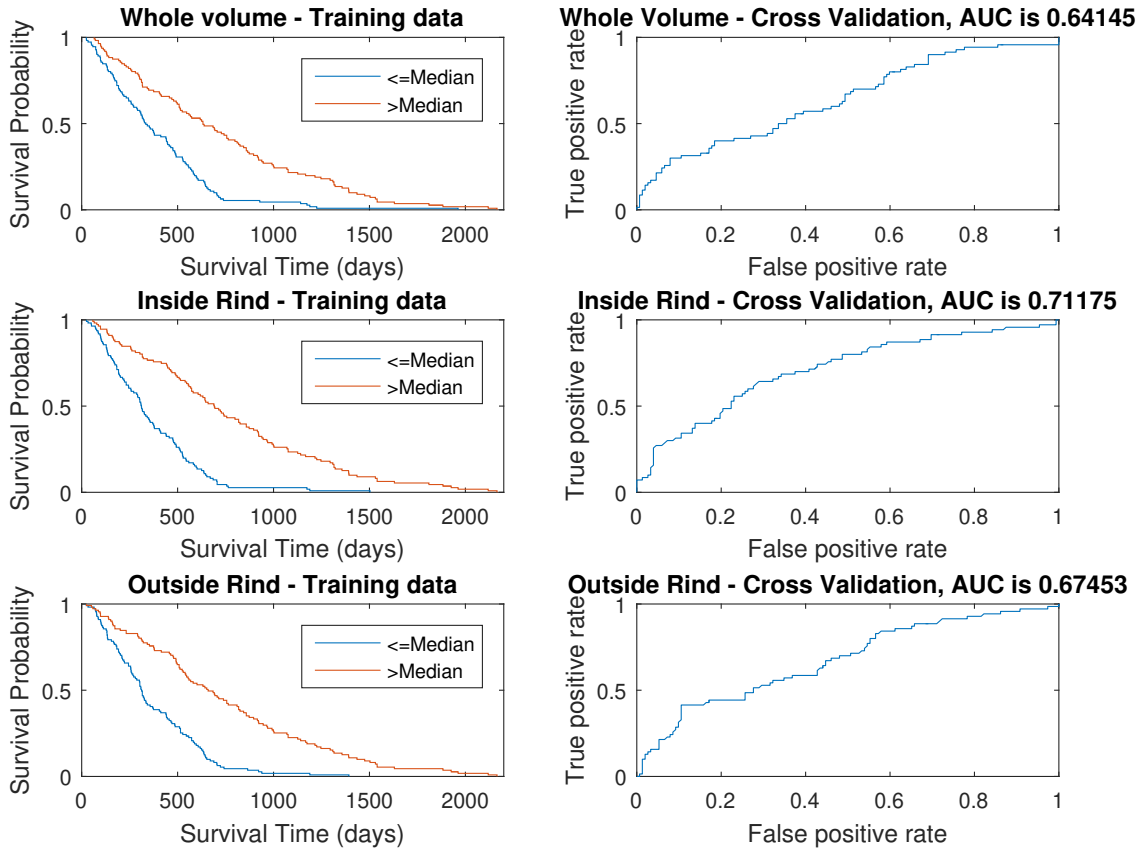 Whole volume - Training data
1
0.5
0
Survival Probability
<=Median
>Median
0 500 1000 1500 2000
Survival Time (days)
Whole Volume - Cross Validation, AUC is 0.64145
1
0.5
0
True positive rate
0 0.2 0.4 0.6 0.8 1
False positive rate
Inside Rind - Training data
1
0.5
0
Survival Probability
<=Median
>Median
0 500 1000 1500 2000
Survival Time (days)
Inside Rind - Cross Validation, AUC is 0.71175
1
0.5
0
True positive rate
0 0.2 0.4 0.6 0.8 1
False positive rate
Outside Rind - Training data
1
0.5
0
Survival Probability
<=Median
>Median
0 500 1000 1500 2000
Survival Time (days)
Outside Rind - Cross Validation, AUC is 0.67453
1
0.5
0
True positive rate
0 0.2 0.4 0.6 0.8 1
False positive rate